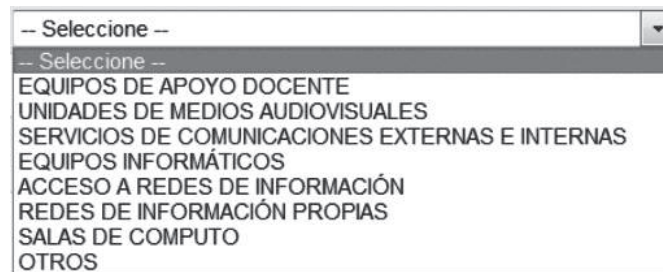 -- Seleccione --
-- Seleccione --
EQUIPOS DE APOYO DOCENTE
UNIDADES DE MEDIOS AUDIOVISUALES
SERVICIOS DE COMUNICACIONES EXTERNAS E INTERNAS
EQUIPOS INFORMÁTICOS
ACCESO A REDES DE INFORMACIÓN
REDES DE INFORMACIÓN PROPIAS
SALAS DE COMPUTO
OTROS